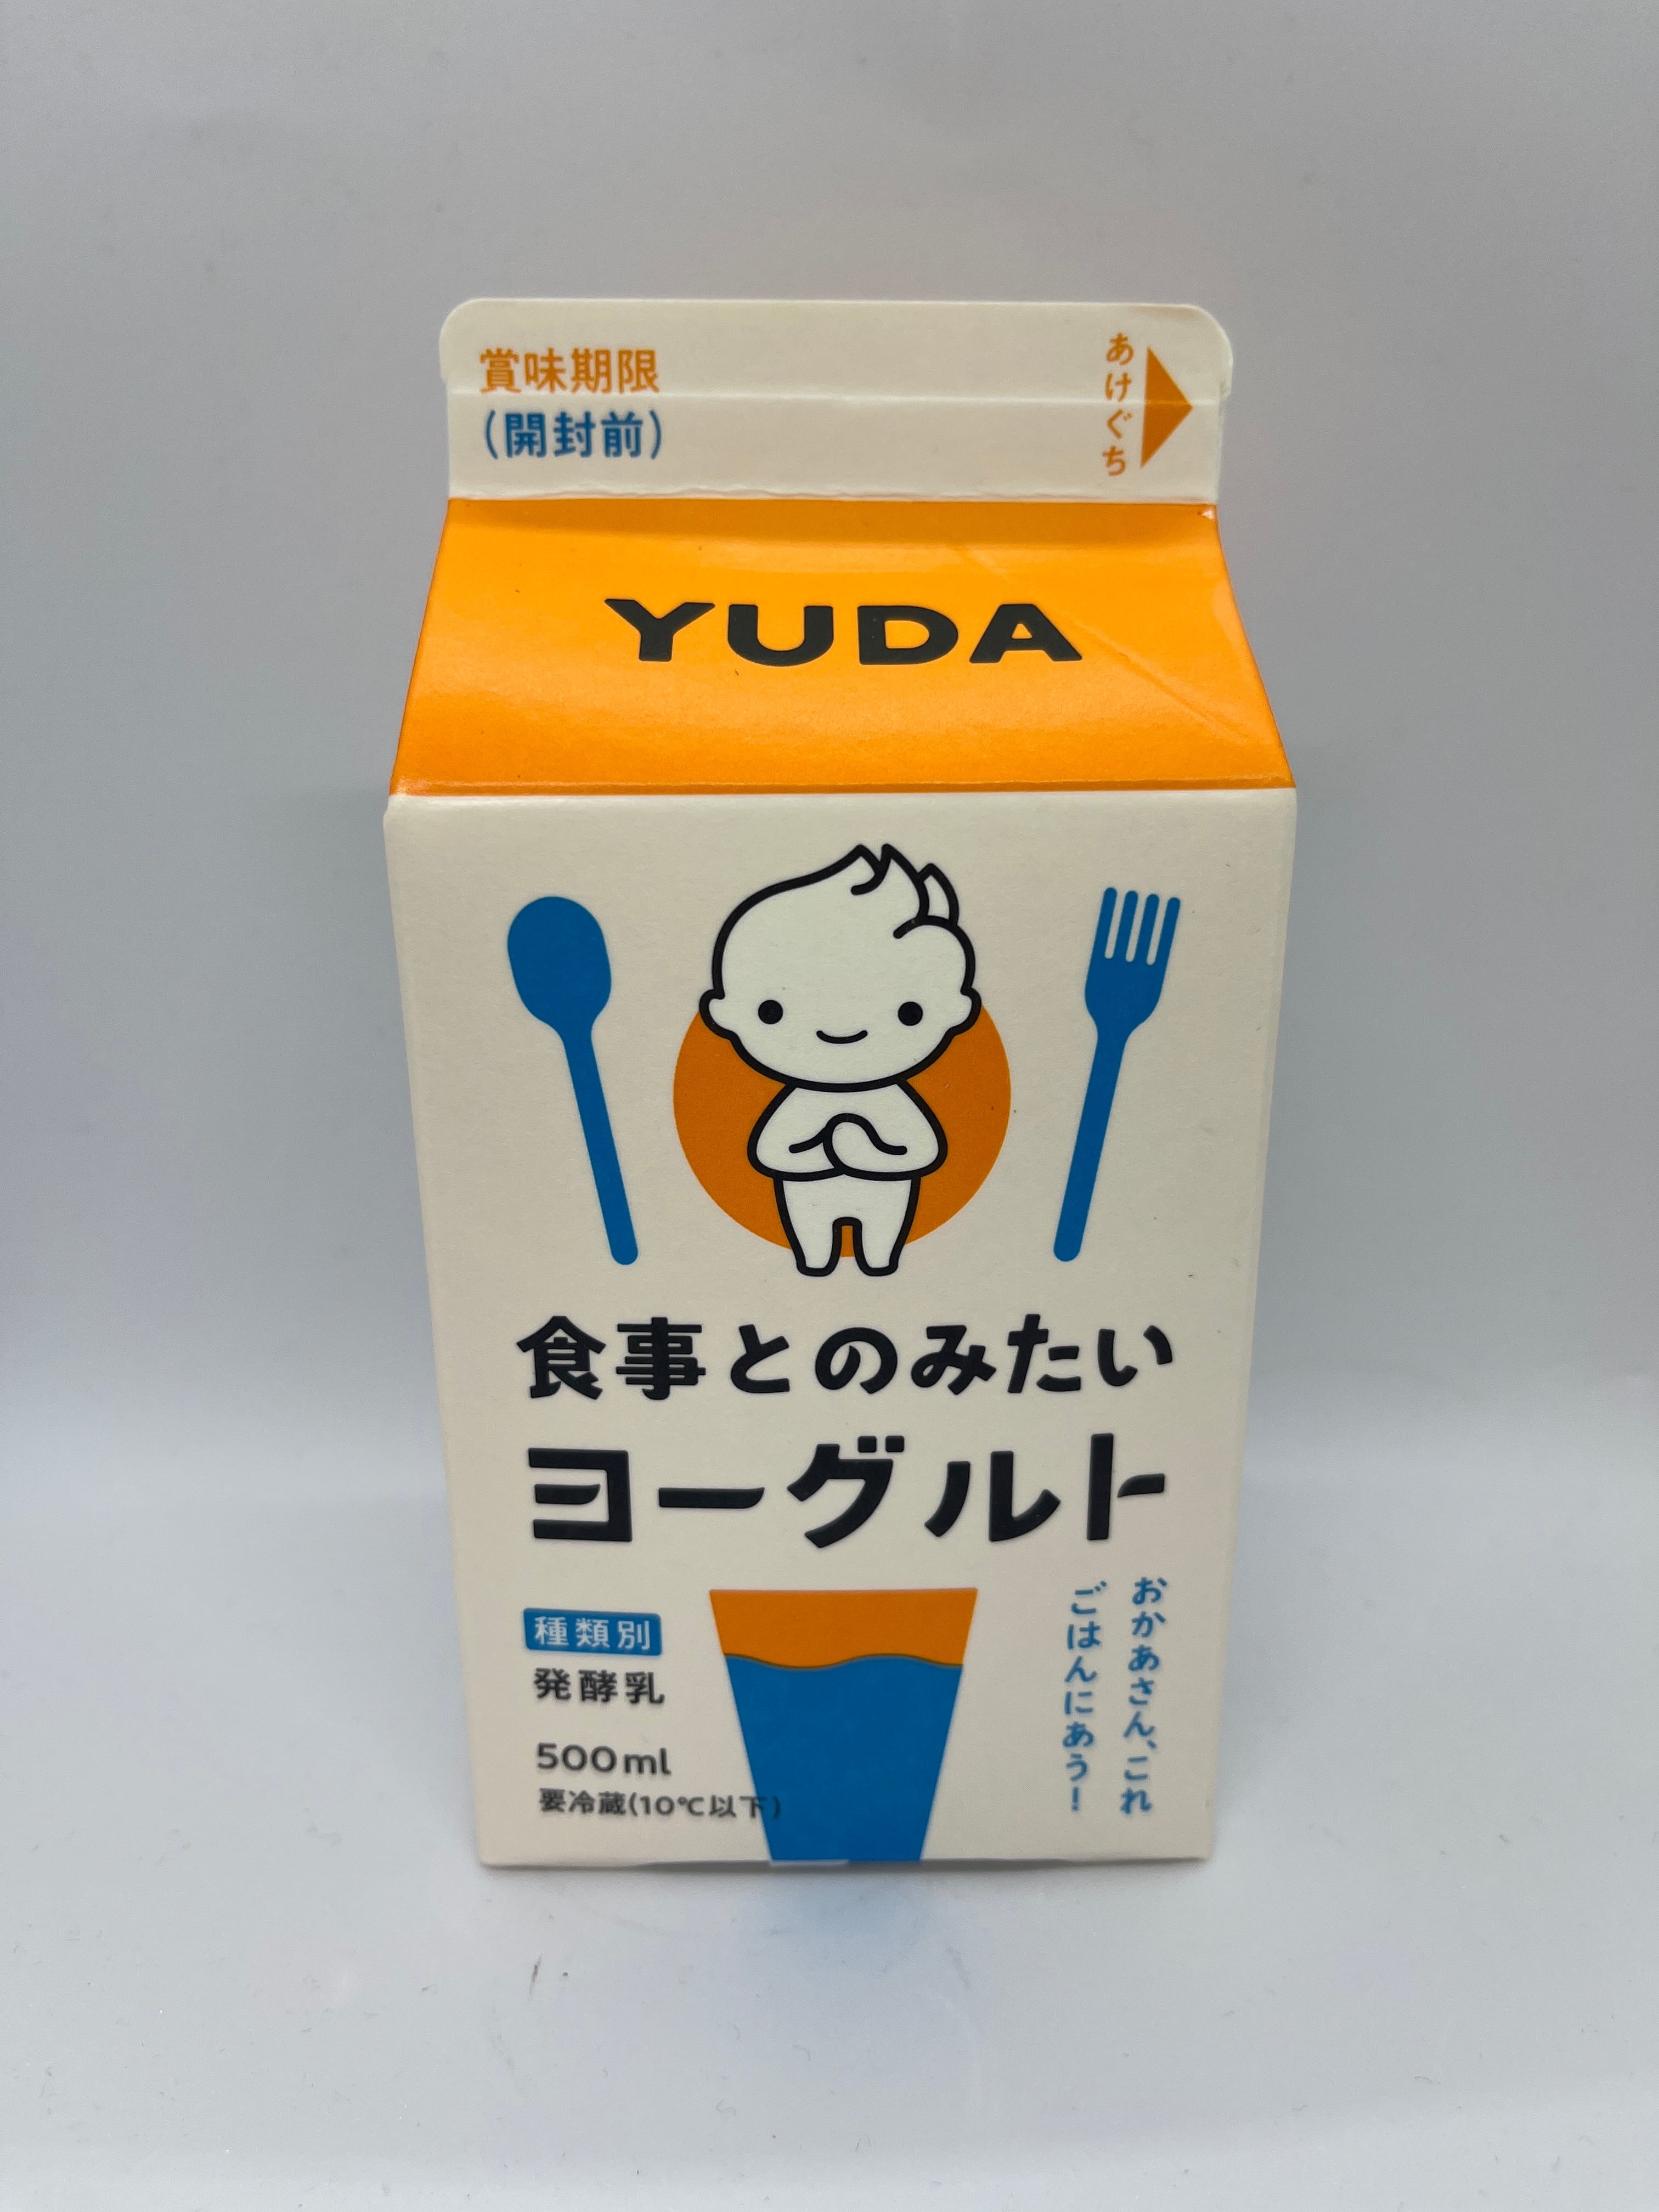 賞味期限
(開封前)
あけぐち
YUDA
食事とのみたい
ヨーグルト
種類別
発酵乳
500ml
要冷蔵(10℃以下)
おかあさん、これ
ごはんにあう!